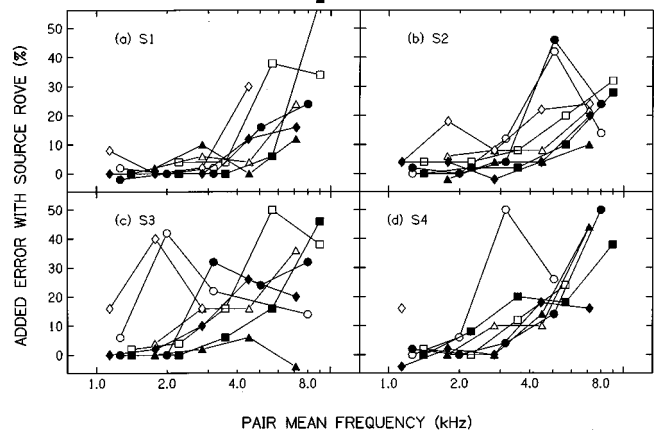 (a) S1
(b) S2
50
40
30
20
10
0
(c) S3
(d) S4
50
40
30
20
10
0
1.0 2.0 4.0 8.0 1.0 2.0 4.0 8.0
ADDED ERROR WITH SOURCE ROVE (%)
PAIR MEAN FREQUENCY (kHz)